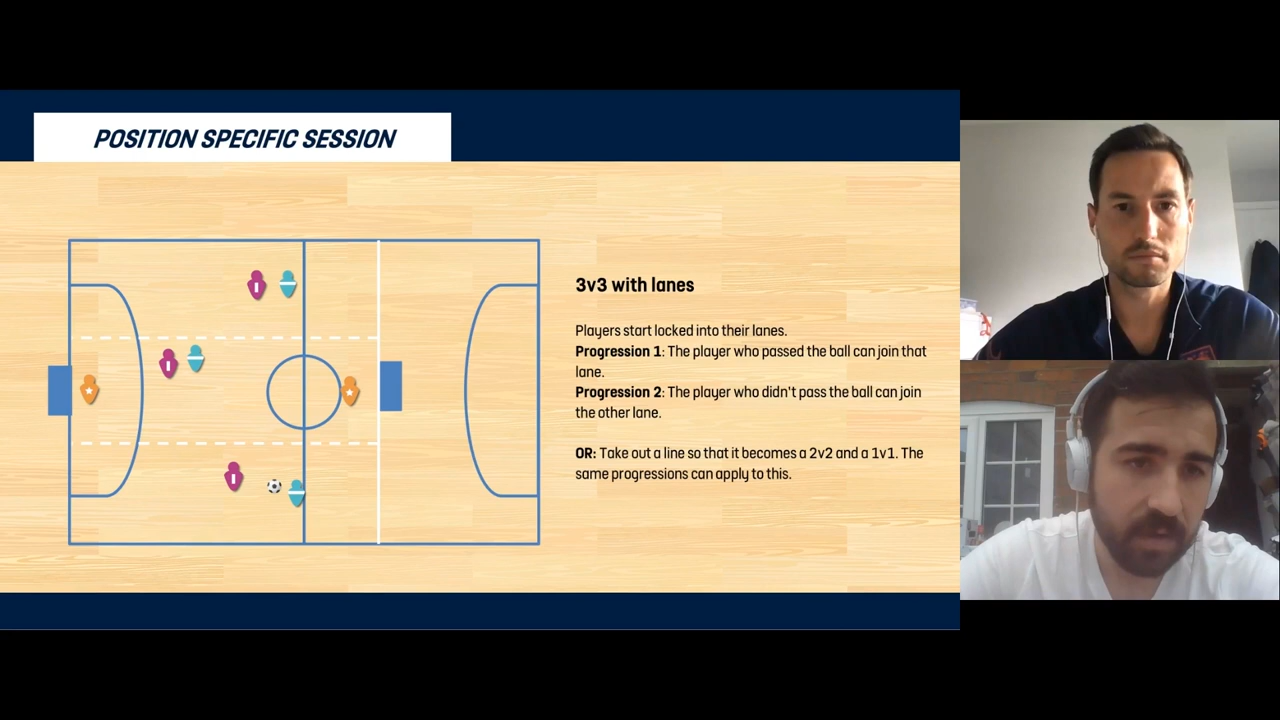 POSITION SPECIFIC SESSION
3v3 with lanes
Players start locked into their lanes.
Progression 1: The player who passed the ball can join that
lane.
Progression 2: The player who didn't pass the ball can join
the other lane.
OR: Take out a line so that it becomes a 2v2 and a 1v1. The
same progressions can apply to this.